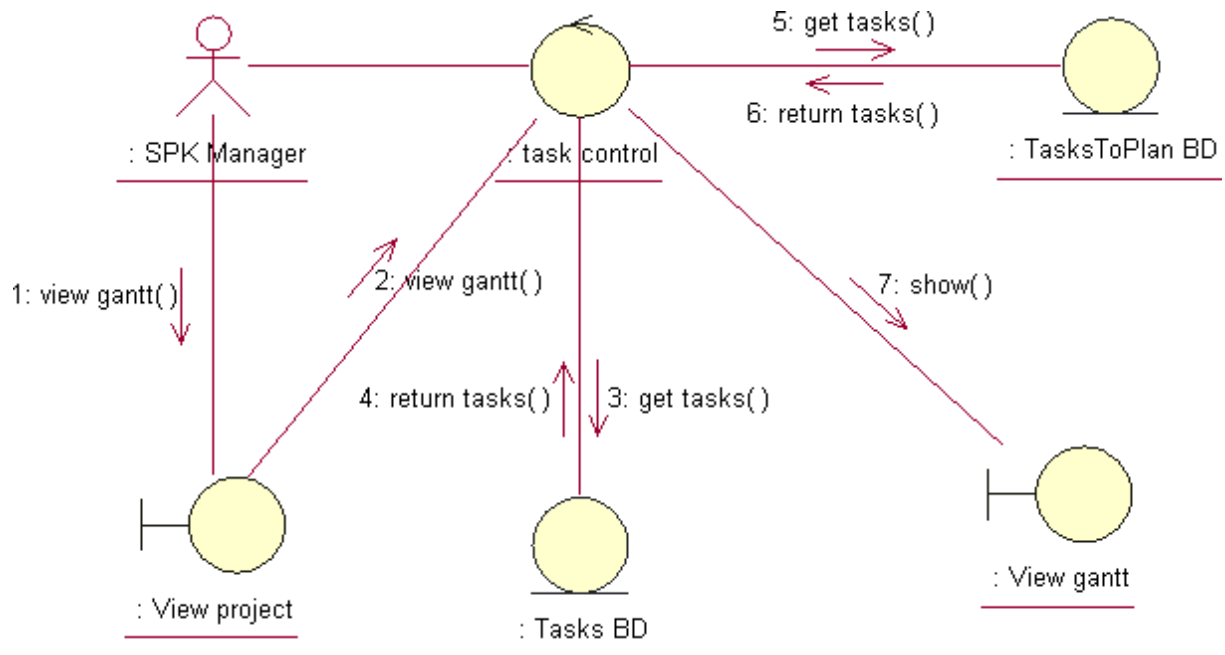 5: get tasks( )
6: return tasks( )
: SPK Manager
: task control
: TasksToPlan BD
1: view gantt( )
2: view gantt( )
7: show( )
4: return tasks( )
3: get tasks( )
: View project
: Tasks BD
: View gantt